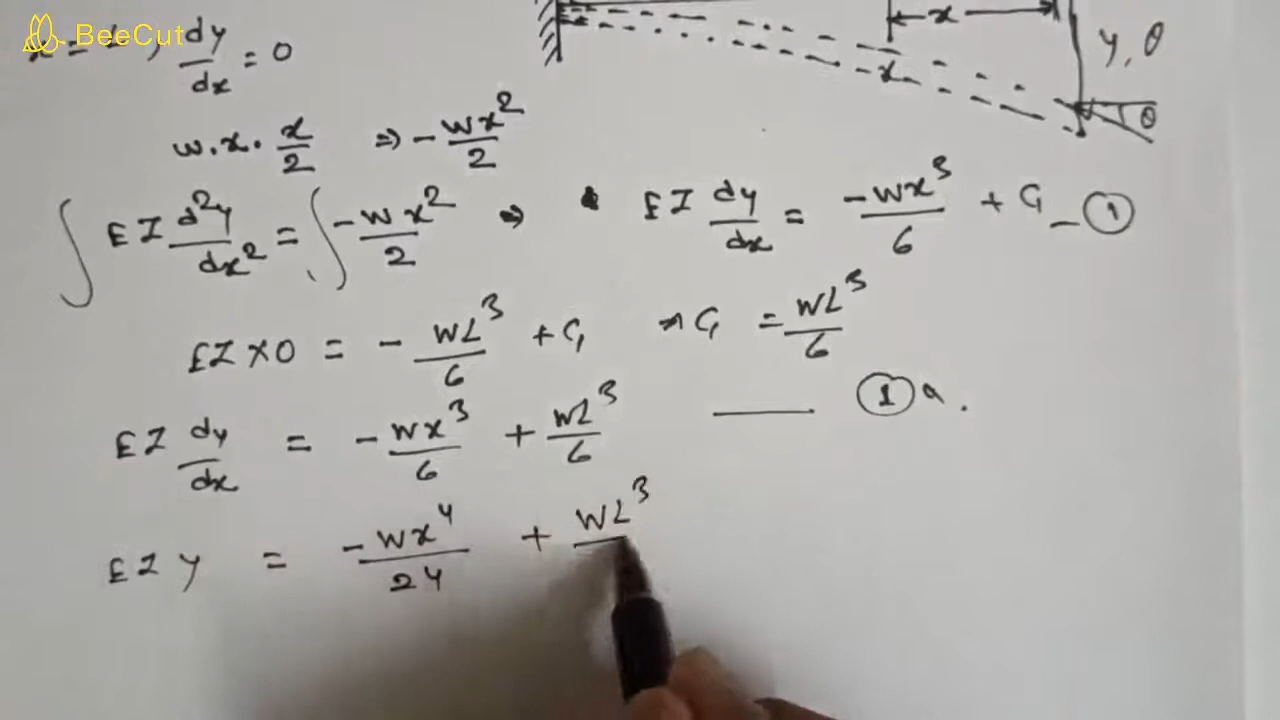 BeeCut
dy/dx = 0
x
y, θ
x
θ
w.x. x/2 ⇒ - wx²/2
∫ EI d²y/dx² = ∫ -wx²/2 ⇒ EI dy/dx = -wx³/6 + C₁ — ①
EI × 0 = - wL³/6 + C₁ ⇒ C₁ = wL³/6
EI dy/dx = -wx³/6 + wL³/6 —— ① a.
EI y = -wx⁴/24 + wL³